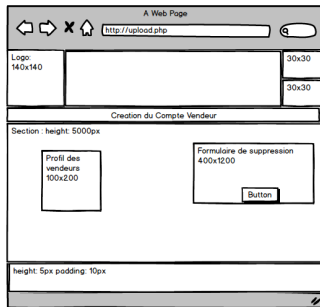 A Web Page
http://upload.php
Logo:
140x140
30x30
30x30
Creation du Compte Vendeur
Section : height: 5000px
Profil des
vendeurs
100x200
Formulaire de suppression
400x1200
Button
height: 5px padding: 10px